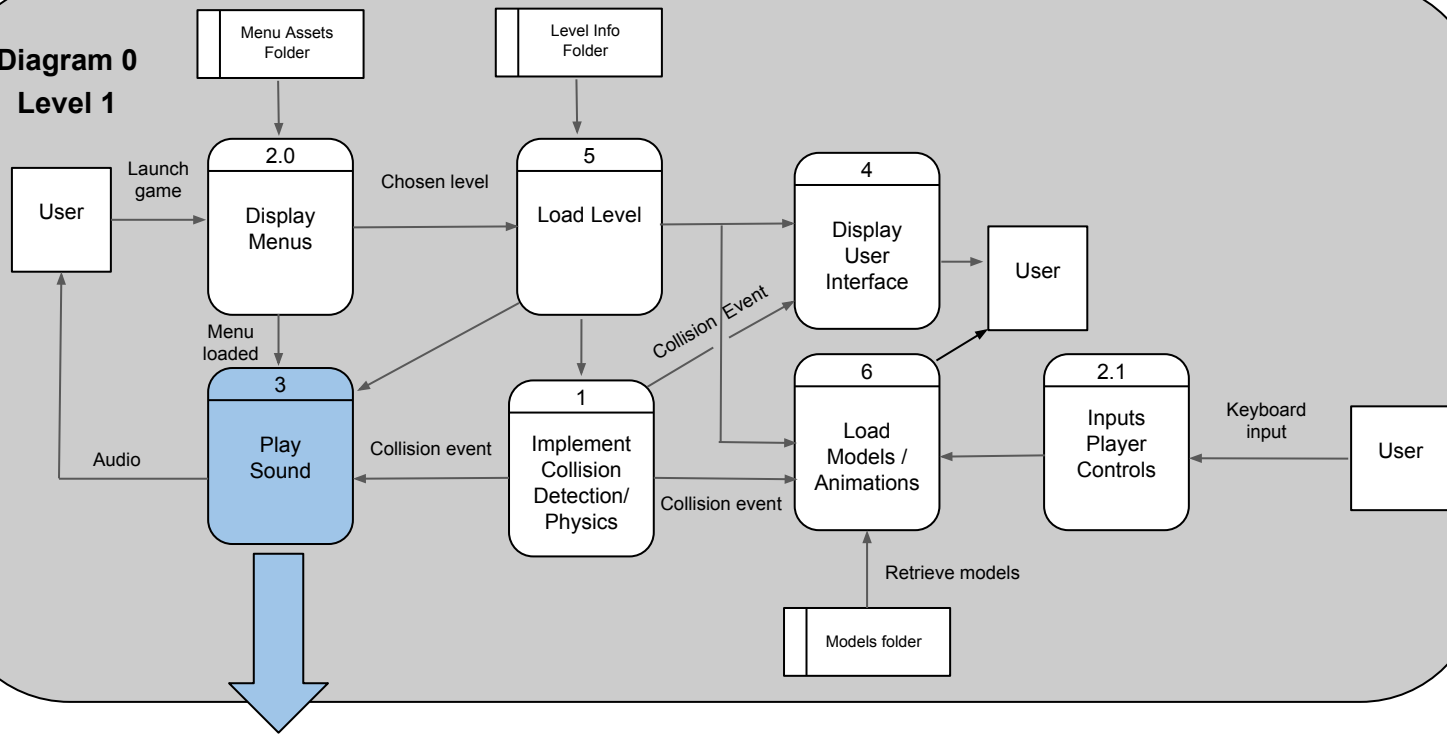 Diagram 0
Level 1
Menu Assets
Folder
Level Info
Folder
User
Launch
game
2.0
Display
Menus
Chosen level
5
Load Level
4
Display
User
Interface
User
Menu
loaded
Collision Event
3
Play
Sound
Audio
Collision event
1
Implement
Collision
Detection/
Physics
Collision event
6
Load
Models /
Animations
2.1
Inputs
Player
Controls
Keyboard
input
User
Retrieve models
Models folder